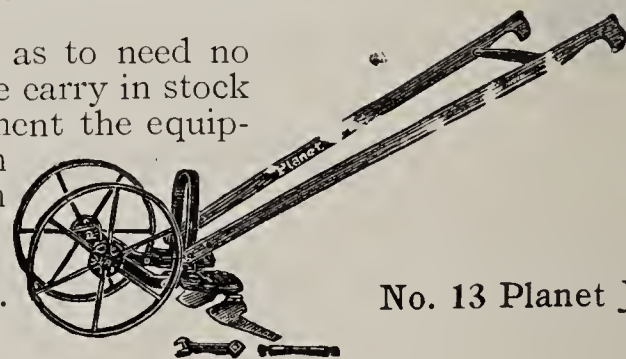 as to need no
e carry in stock
nent the equip-
n
n
.
Planet
No. 13 Planet J